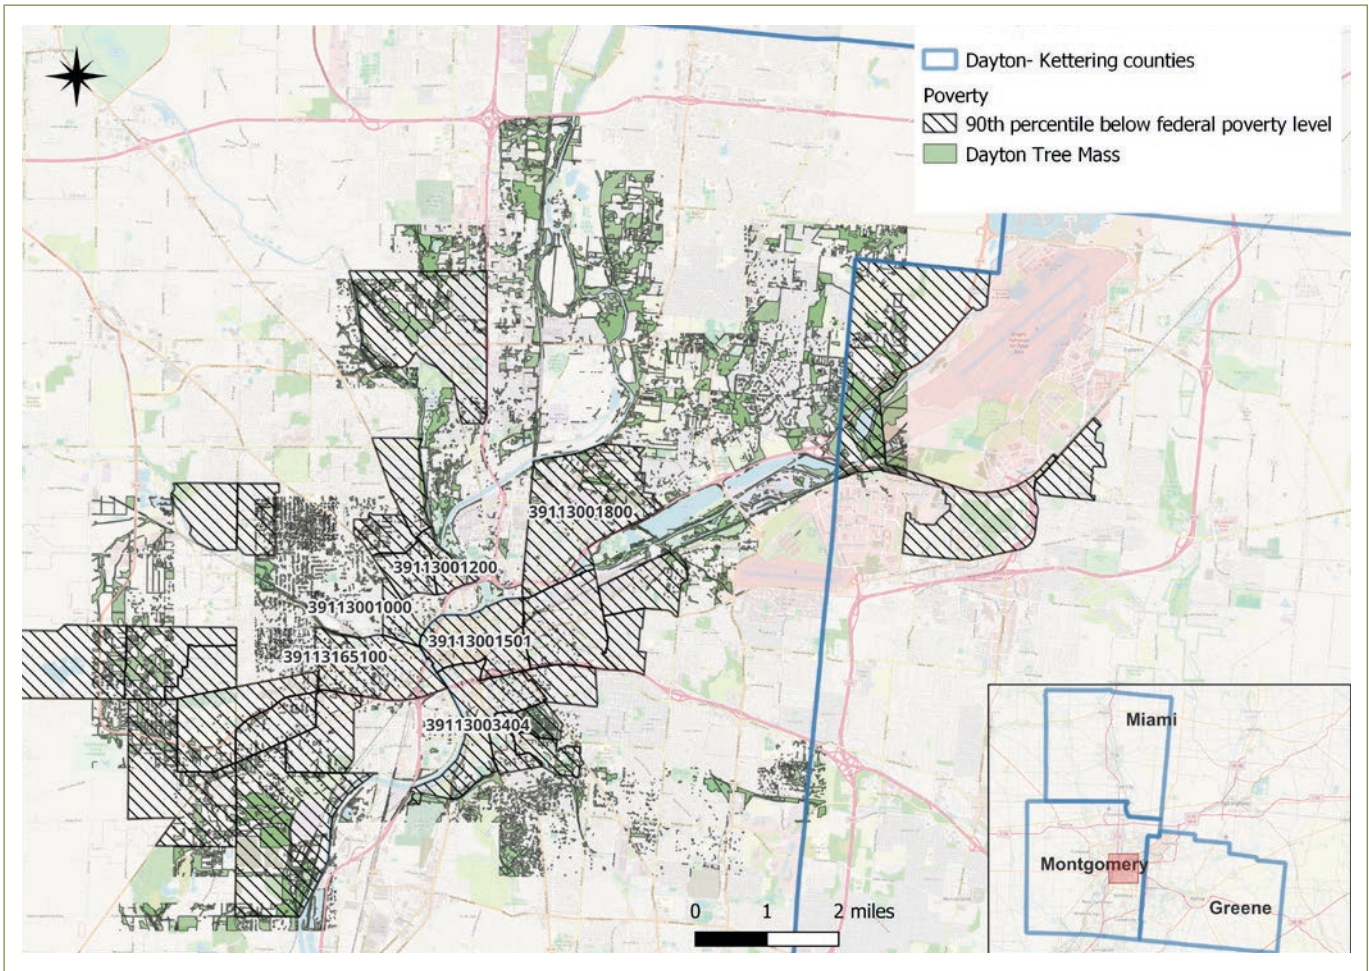 Dayton- Kettering counties
Poverty
90th percentile below federal poverty level
Dayton Tree Mass
39113001800
39113001200
39113001000
39113001501
39113165100
39113003404
Miami
Montgomery
Greene
0 1 2 miles